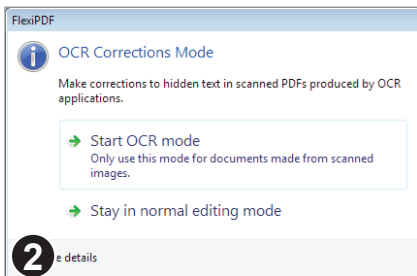 FlexiPDF
OCR Corrections Mode
Make corrections to hidden text in scanned PDFs produced by OCR
applications.
Start OCR mode
Only use this mode for documents made from scanned
images.
Stay in normal editing mode
2
e details